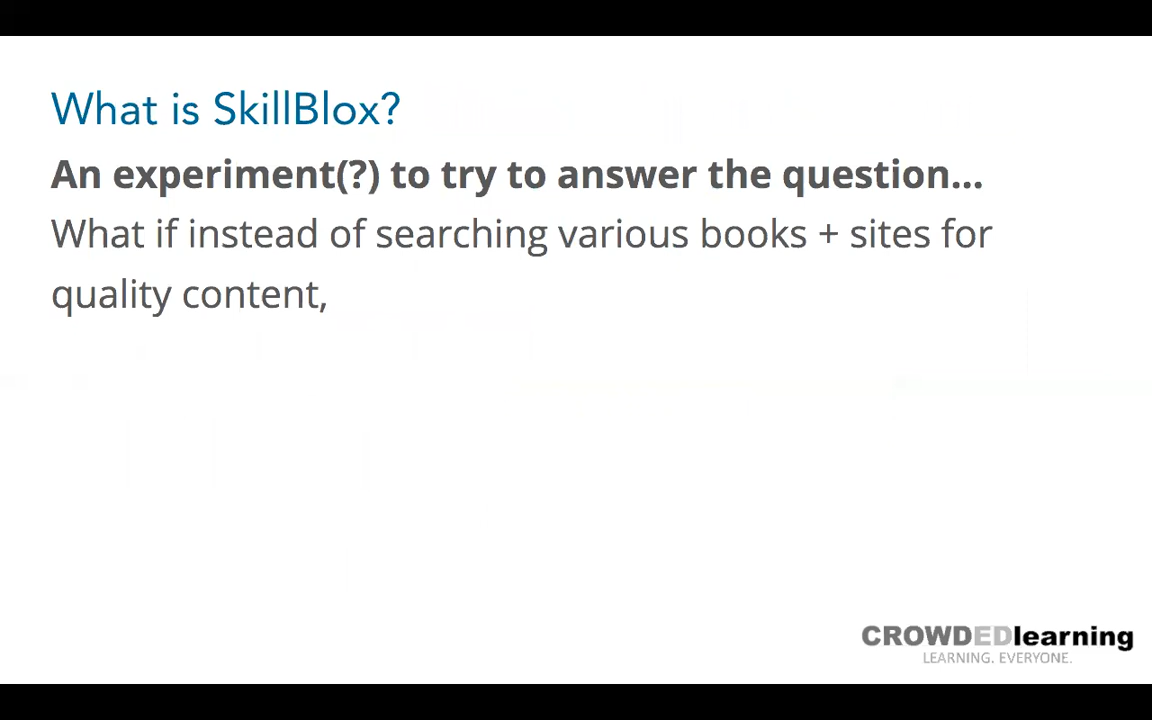 What is SkillBlox?
An experiment(?) to try to answer the question...
What if instead of searching various books + sites for
quality content,
CROWDEDlearning
LEARNING. EVERYONE.